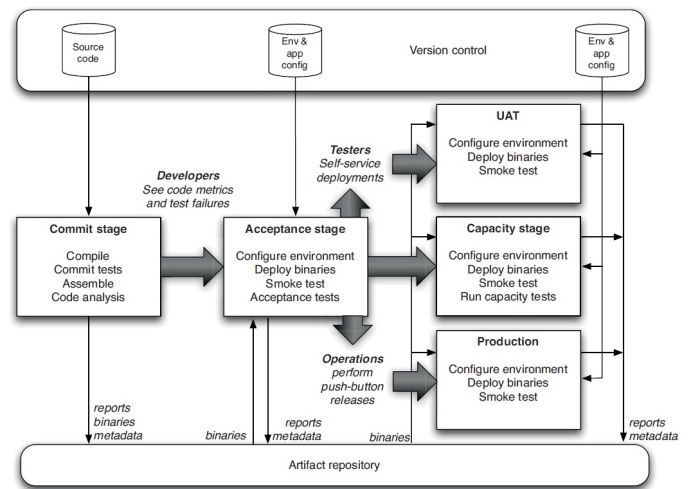 Source
code
Env &
app
config
Version control
Env &
app
config
Developers
See code metrics
and test failures
Testers
Self-service
deployments
UAT
Configure environment
Deploy binaries
Smoke test
Commit stage
Compile
Commit tests
Assemble
Code analysis
Acceptance stage
Configure environment
Deploy binaries
Smoke test
Acceptance tests
Capacity stage
Configure environment
Deploy binaries
Smoke test
Run capacity tests
Operations
perform
push-button
releases
Production
Configure environment
Deploy binaries
Smoke test
reports
binaries
metadata
binaries
reports
metadata
binaries
reports
metadata
Artifact repository